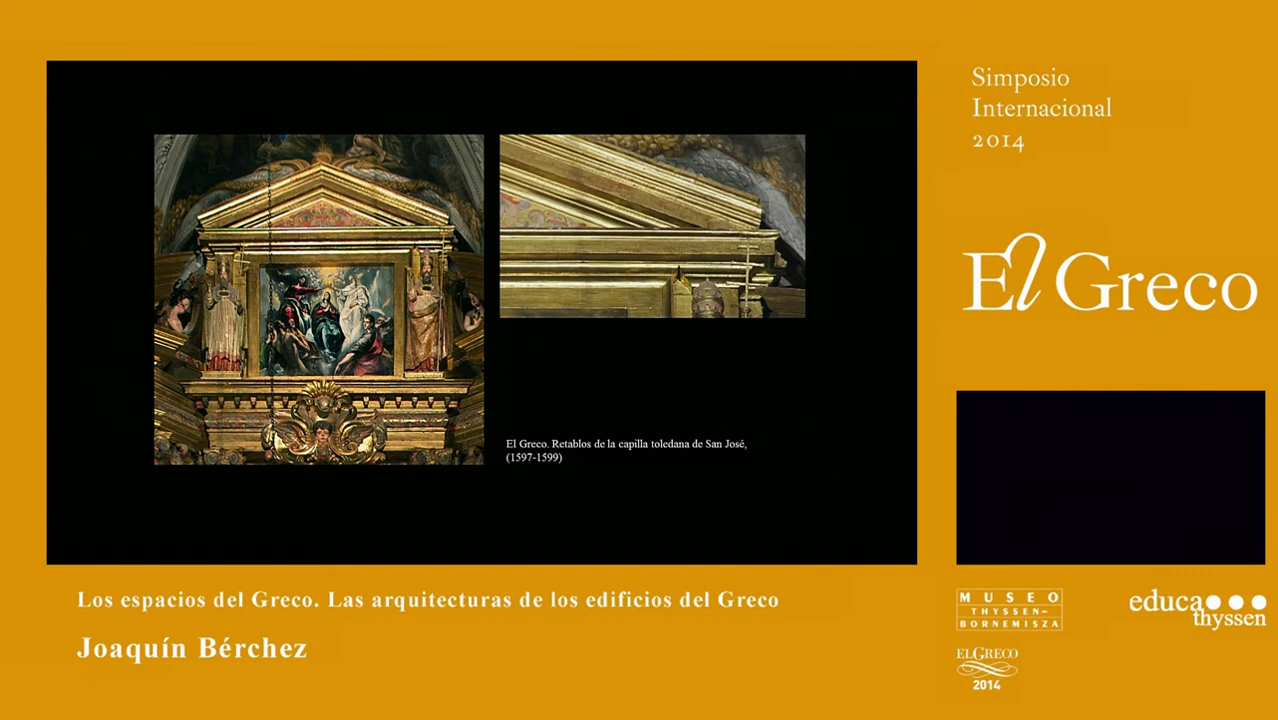 Simposio
Internacional
2014
El Greco
El Greco. Retablos de la capilla toledana de San José,
(1597-1599)
Los espacios del Greco. Las arquitecturas de los edificios del Greco
Joaquín Bérchez
MUSEO
THYSSEN-
BORNEMISZA
educa
thyssen
EL GRECO
2014